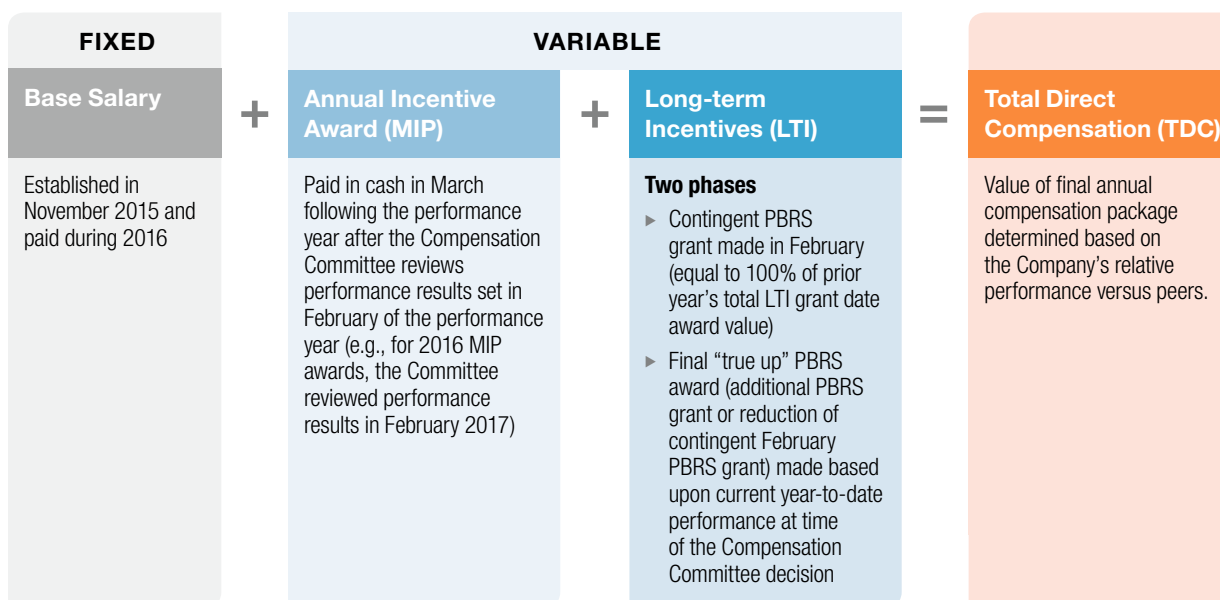 FIXED
VARIABLE
Base Salary
+
Annual Incentive
Award (MIP)
+
Long-term
Incentives (LTI)
=
Total Direct
Compensation (TDC)
Established in
November 2015 and
paid during 2016
Paid in cash in March
following the performance
year after the Compensation
Committee reviews
performance results set in
February of the performance
year (e.g., for 2016 MIP
awards, the Committee
reviewed performance
results in February 2017)
Two phases
► Contingent PBRS
grant made in February
(equal to 100% of prior
year’s total LTI grant date
award value)
► Final “true up” PBRS
award (additional PBRS
grant or reduction of
contingent February
PBRS grant) made based
upon current year-to-date
performance at time
of the Compensation
Committee decision
Value of final annual
compensation package
determined based on
the Company’s relative
performance versus peers.